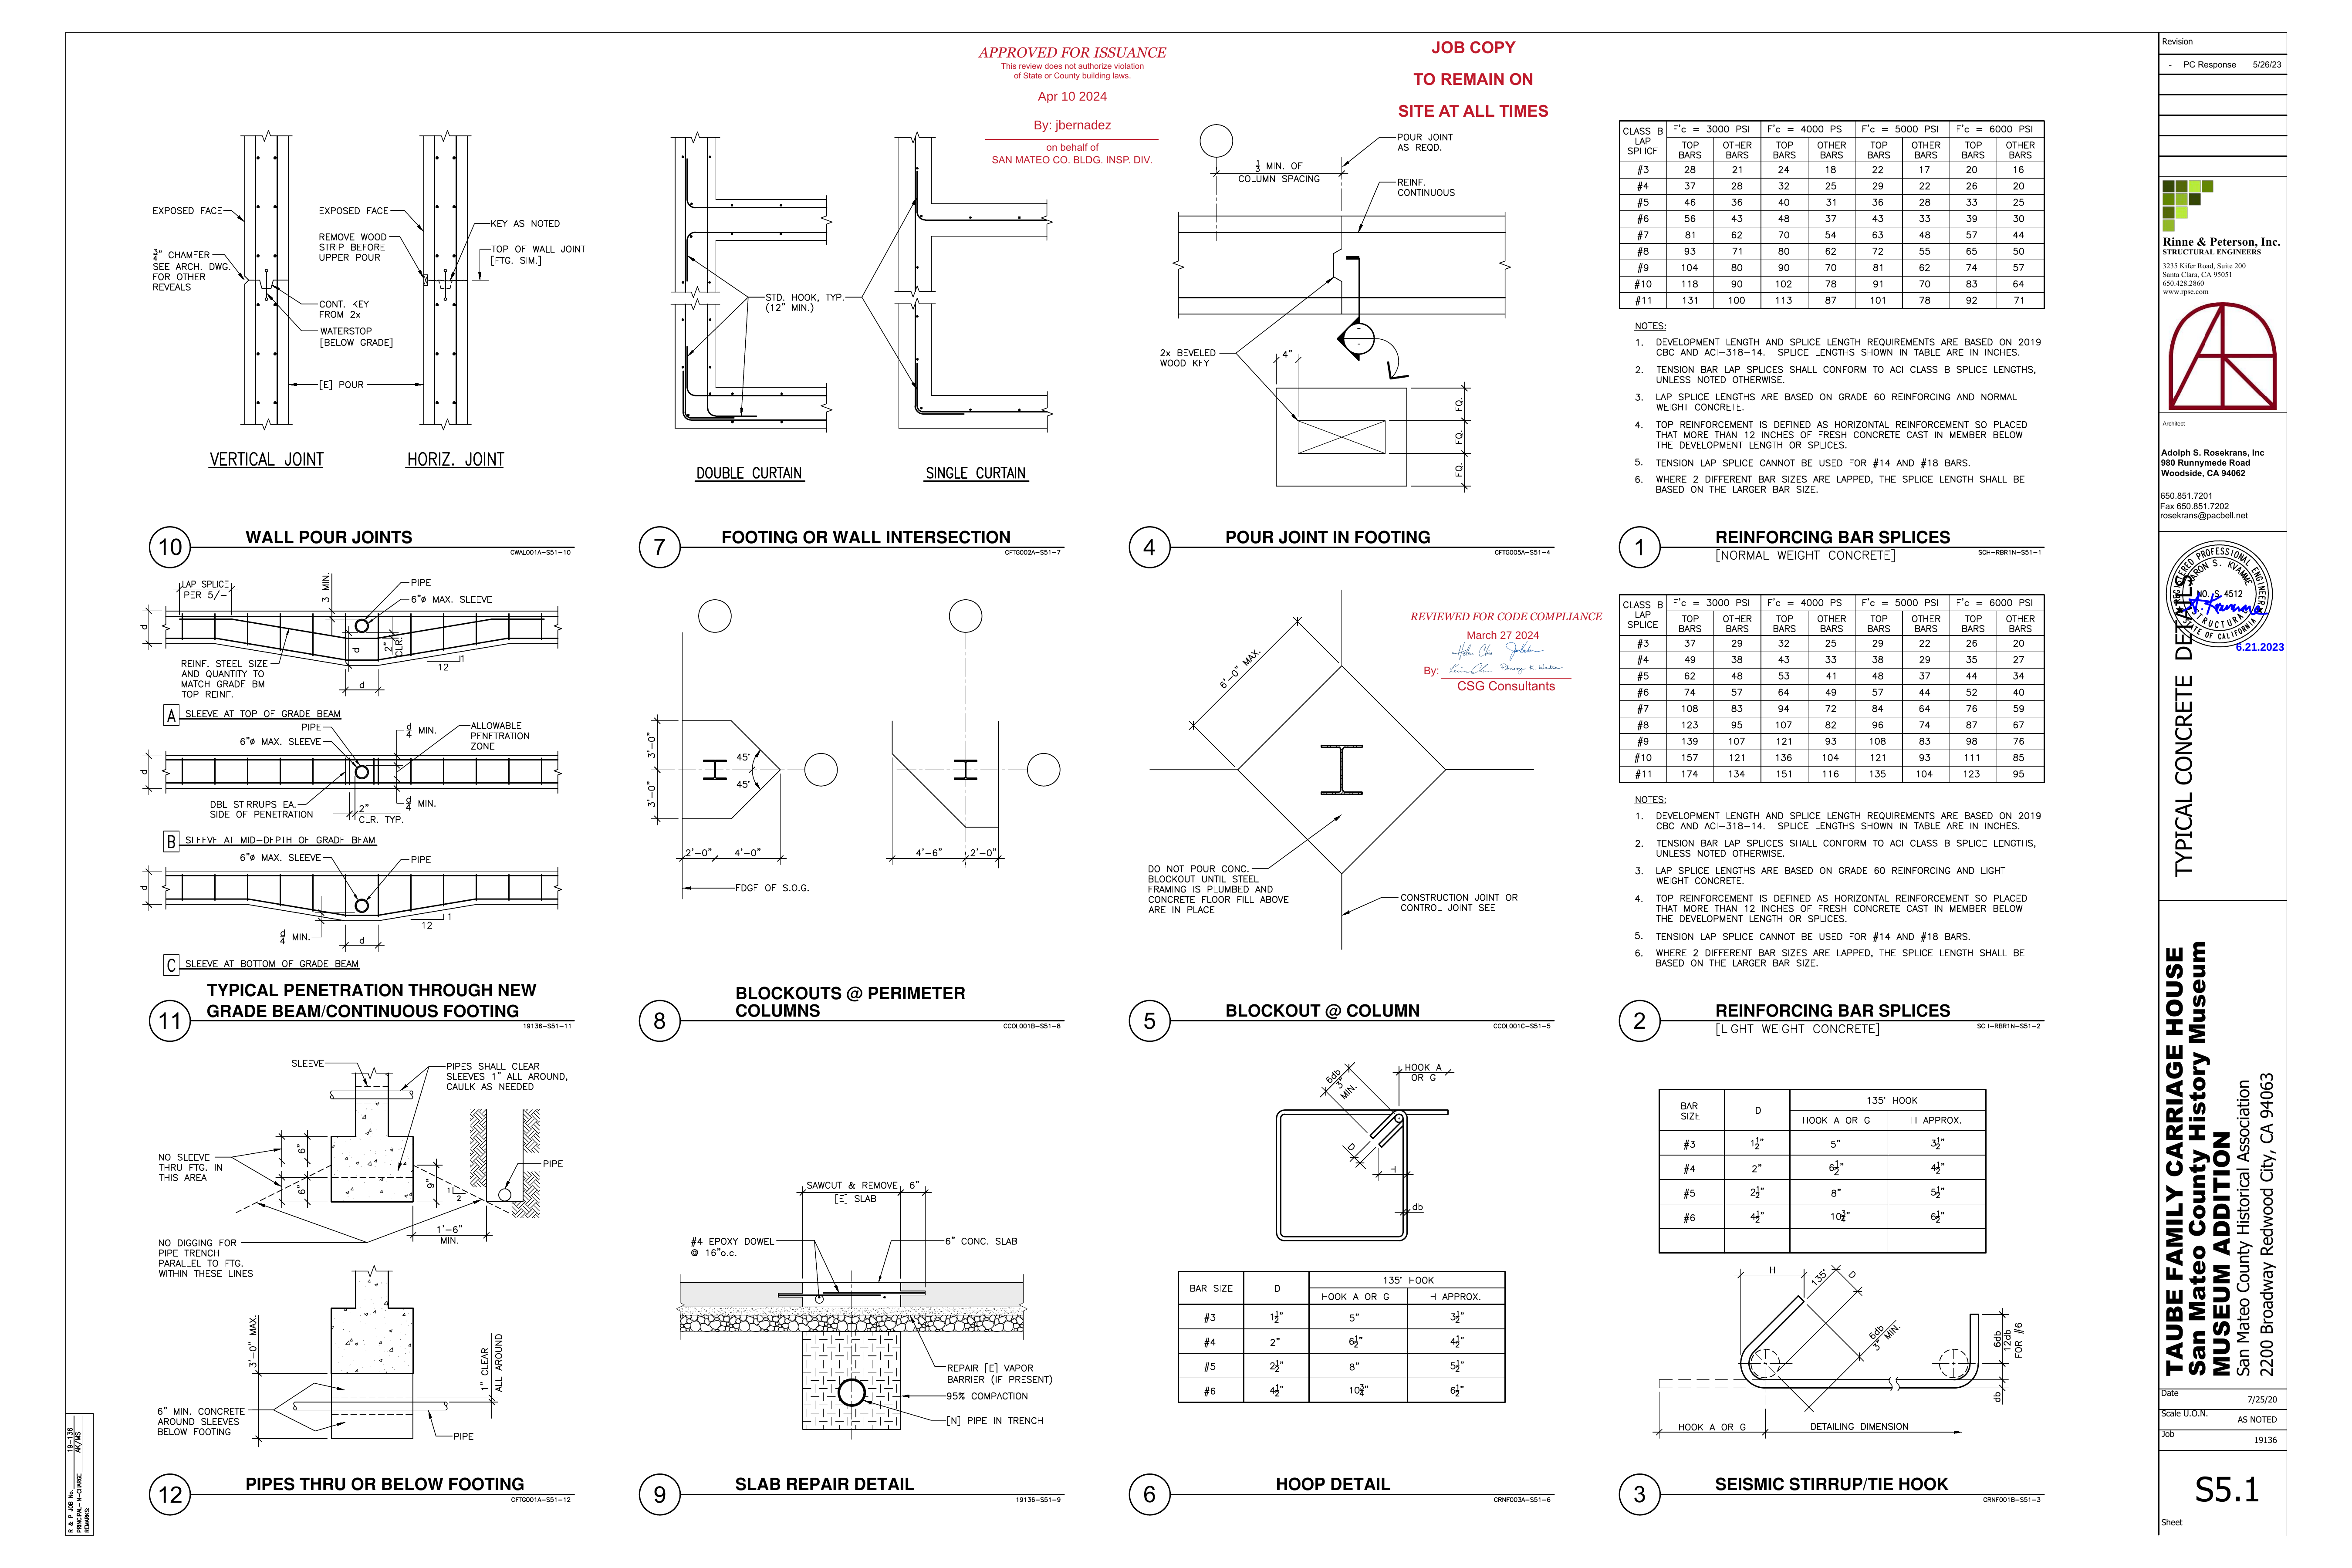 APPROVED FOR ISSUANCE
This review does not authorize violation
of State or County building laws.
Apr 10 2024
By: jbernadez
on behalf of
SAN MATEO CO. BLDG. INSP. DIV.
JOB COPY
TO REMAIN ON
SITE AT ALL TIMES
EXPOSED FACE
3/4" CHAMFER
SEE ARCH. DWG.
FOR OTHER
REVEALS
EXPOSED FACE
REMOVE WOOD
STRIP BEFORE
UPPER POUR
KEY AS NOTED
TOP OF WALL JOINT
[FTG. SIM.]
CONT. KEY
FROM 2x
WATERSTOP
[BELOW GRADE]
[E] POUR
VERTICAL JOINT
HORIZ. JOINT
10 WALL POUR JOINTS
CWAL001A-S51-10
STD. HOOK, TYP.
(12" MIN.)
DOUBLE CURTAIN
SINGLE CURTAIN
7 FOOTING OR WALL INTERSECTION
CFTG002A-S51-7
1/3 MIN. OF
COLUMN SPACING
POUR JOINT
AS REQD.
REINF.
CONTINUOUS
2x BEVELED
WOOD KEY
4"
EQ.
EQ.
EQ.
4 POUR JOINT IN FOOTING
CFTG005A-S51-4
CLASS B LAP SPLICE F'c = 3000 PSI F'c = 4000 PSI F'c = 5000 PSI F'c = 6000 PSI
TOP BARS OTHER BARS TOP BARS OTHER BARS TOP BARS OTHER BARS TOP BARS OTHER BARS
#3 28 21 24 18 22 17 20 16
#4 37 28 32 25 29 22 26 20
#5 46 36 40 31 36 28 33 25
#6 56 43 48 37 43 33 39 30
#7 81 62 70 54 63 48 57 44
#8 93 71 80 62 72 55 65 50
#9 104 80 90 70 81 62 74 57
#10 118 90 102 78 91 70 83 64
#11 131 100 113 87 101 78 92 71
NOTES:
1. DEVELOPMENT LENGTH AND SPLICE LENGTH REQUIREMENTS ARE BASED ON 2019
CBC AND ACI-318-14. SPLICE LENGTHS SHOWN IN TABLE ARE IN INCHES.
2. TENSION BAR LAP SPLICES SHALL CONFORM TO ACI CLASS B SPLICE LENGTHS,
UNLESS NOTED OTHERWISE.
3. LAP SPLICE LENGTHS ARE BASED ON GRADE 60 REINFORCING AND NORMAL
WEIGHT CONCRETE.
4. TOP REINFORCEMENT IS DEFINED AS HORIZONTAL REINFORCEMENT SO PLACED
THAT MORE THAN 12 INCHES OF FRESH CONCRETE CAST IN MEMBER BELOW
THE DEVELOPMENT LENGTH OR SPLICES.
5. TENSION LAP SPLICE CANNOT BE USED FOR #14 AND #18 BARS.
6. WHERE 2 DIFFERENT BAR SIZES ARE LAPPED, THE SPLICE LENGTH SHALL BE
BASED ON THE LARGER BAR SIZE.
1 REINFORCING BAR SPLICES
[NORMAL WEIGHT CONCRETE]
SCH-RBR1N-S51-1
LAP SPLICE
PER 5/-
3 MIN.
PIPE
6"ø MAX. SLEEVE
d
d
2"
CLR.
1
12
d
REINF. STEEL SIZE
AND QUANTITY TO
MATCH GRADE BM
TOP REINF.
A SLEEVE AT TOP OF GRADE BEAM
PIPE
6"ø MAX. SLEEVE
d/4 MIN.
ALLOWABLE
PENETRATION
ZONE
d
DBL STIRRUPS EA.
SIDE OF PENETRATION
2"
CLR. TYP.
d/4 MIN.
B SLEEVE AT MID-DEPTH OF GRADE BEAM
6"ø MAX. SLEEVE
PIPE
d
d/4 MIN.
d
1
12
C SLEEVE AT BOTTOM OF GRADE BEAM
11 TYPICAL PENETRATION THROUGH NEW
GRADE BEAM/CONTINUOUS FOOTING
19136-S51-11
3'-0"
3'-0"
45°
45°
2'-0"
4'-0"
4'-6"
2'-0"
EDGE OF S.O.G.
8 BLOCKOUTS @ PERIMETER
COLUMNS
CCOL001B-S51-8
6'-0" MAX.
REVIEWED FOR CODE COMPLIANCE
March 27 2024
By:
CSG Consultants
DO NOT POUR CONC.
BLOCKOUT UNTIL STEEL
FRAMING IS PLUMBED AND
CONCRETE FLOOR FILL ABOVE
ARE IN PLACE
CONSTRUCTION JOINT OR
CONTROL JOINT SEE
5 BLOCKOUT @ COLUMN
CCOL001C-S51-5
CLASS B LAP SPLICE F'c = 3000 PSI F'c = 4000 PSI F'c = 5000 PSI F'c = 6000 PSI
TOP BARS OTHER BARS TOP BARS OTHER BARS TOP BARS OTHER BARS TOP BARS OTHER BARS
#3 37 29 32 25 29 22 26 20
#4 49 38 43 33 38 29 35 27
#5 62 48 53 41 48 37 44 34
#6 74 57 64 49 57 44 52 40
#7 108 83 94 72 84 64 76 59
#8 123 95 107 82 96 74 87 67
#9 139 107 121 93 108 83 98 76
#10 157 121 136 104 121 93 111 85
#11 174 134 151 116 135 104 123 95
NOTES:
1. DEVELOPMENT LENGTH AND SPLICE LENGTH REQUIREMENTS ARE BASED ON 2019
CBC AND ACI-318-14. SPLICE LENGTHS SHOWN IN TABLE ARE IN INCHES.
2. TENSION BAR LAP SPLICES SHALL CONFORM TO ACI CLASS B SPLICE LENGTHS,
UNLESS NOTED OTHERWISE.
3. LAP SPLICE LENGTHS ARE BASED ON GRADE 60 REINFORCING AND LIGHT
WEIGHT CONCRETE.
4. TOP REINFORCEMENT IS DEFINED AS HORIZONTAL REINFORCEMENT SO PLACED
THAT MORE THAN 12 INCHES OF FRESH CONCRETE CAST IN MEMBER BELOW
THE DEVELOPMENT LENGTH OR SPLICES.
5. TENSION LAP SPLICE CANNOT BE USED FOR #14 AND #18 BARS.
6. WHERE 2 DIFFERENT BAR SIZES ARE LAPPED, THE SPLICE LENGTH SHALL BE
BASED ON THE LARGER BAR SIZE.
2 REINFORCING BAR SPLICES
[LIGHT WEIGHT CONCRETE]
SCH-RBR1N-S51-2
SLEEVE
PIPES SHALL CLEAR
SLEEVES 1" ALL AROUND,
CAULK AS NEEDED
NO SLEEVE
THRU FTG. IN
THIS AREA
6"
6"
9"
1
2
PIPE
1'-6"
MIN.
NO DIGGING FOR
PIPE TRENCH
PARALLEL TO FTG.
WITHIN THESE LINES
3'-0" MAX.
1" CLEAR
ALL AROUND
6" MIN. CONCRETE
AROUND SLEEVES
BELOW FOOTING
PIPE
12 PIPES THRU OR BELOW FOOTING
CFTG001A-S51-12
SAWCUT & REMOVE
[E] SLAB
6"
#4 EPOXY DOWEL
@ 16"o.c.
6" CONC. SLAB
REPAIR [E] VAPOR
BARRIER (IF PRESENT)
95% COMPACTION
[N] PIPE IN TRENCH
9 SLAB REPAIR DETAIL
19136-S51-9
6db
3" MIN.
HOOK A
OR G
D
H
db
BAR SIZE D 135° HOOK
HOOK A OR G H APPROX.
#3 1 1/2" 5" 3 1/2"
#4 2" 6 1/2" 4 1/2"
#5 2 1/2" 8" 5 1/2"
#6 4 1/2" 10 3/4" 6 1/2"
6 HOOP DETAIL
CRNF003A-S51-6
BAR SIZE D 135° HOOK
HOOK A OR G H APPROX.
#3 1 1/2" 5" 3 1/2"
#4 2" 6 1/2" 4 1/2"
#5 2 1/2" 8" 5 1/2"
#6 4 1/2" 10 3/4" 6 1/2"
H
135°
D
6db
3" MIN.
6db
12db
FOR #6
db
HOOK A OR G
DETAILING DIMENSION
3 SEISMIC STIRRUP/TIE HOOK
CRNF001B-S51-3
R & P JOB No. 19-136
PRINCIPAL-N-CHARGE AK/MS
REMARKS:
Revision
- PC Response 5/26/23
Rinne & Peterson, Inc.
STRUCTURAL ENGINEERS
3235 Kifer Road, Suite 200
Santa Clara, CA 95051
650.428.2860
www.rpse.com
Architect
Adolph S. Rosekrans, Inc
980 Runnymede Road
Woodside, CA 94062
650.851.7201
Fax 650.851.7202
rosekrans@pacbell.net
REGISTERED PROFESSIONAL ENGINEER
AARON S. KVAMME
NO. S 4512
STRUCTURAL
STATE OF CALIFORNIA
6.21.2023
TYPICAL CONCRETE DETAILS
TAUBE FAMILY CARRIAGE HOUSE
San Mateo County History Museum
MUSEUM ADDITION
San Mateo County Historical Association
2200 Broadway Redwood City, CA 94063
Date
7/25/20
Scale U.O.N.
AS NOTED
Job
19136
S5.1
Sheet